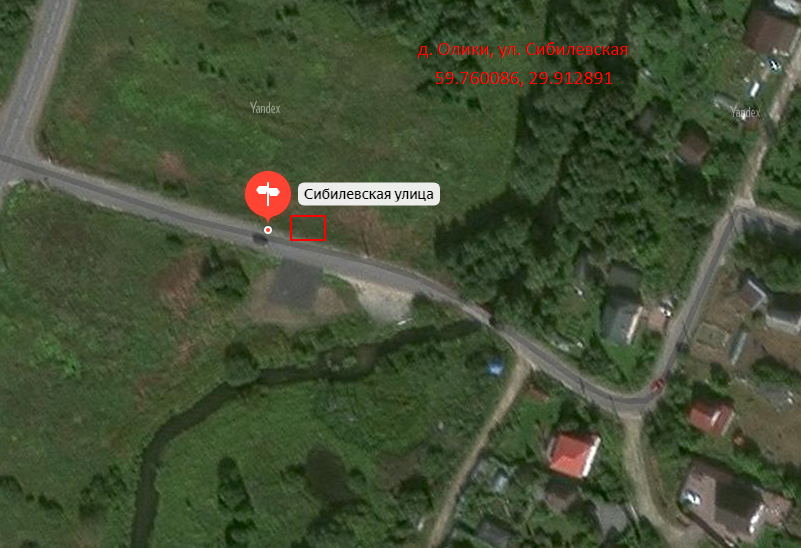 д. Олики, ул. Сибилевская
59.760086, 29.912891
Yandex
Yandex
Сибилевская улица